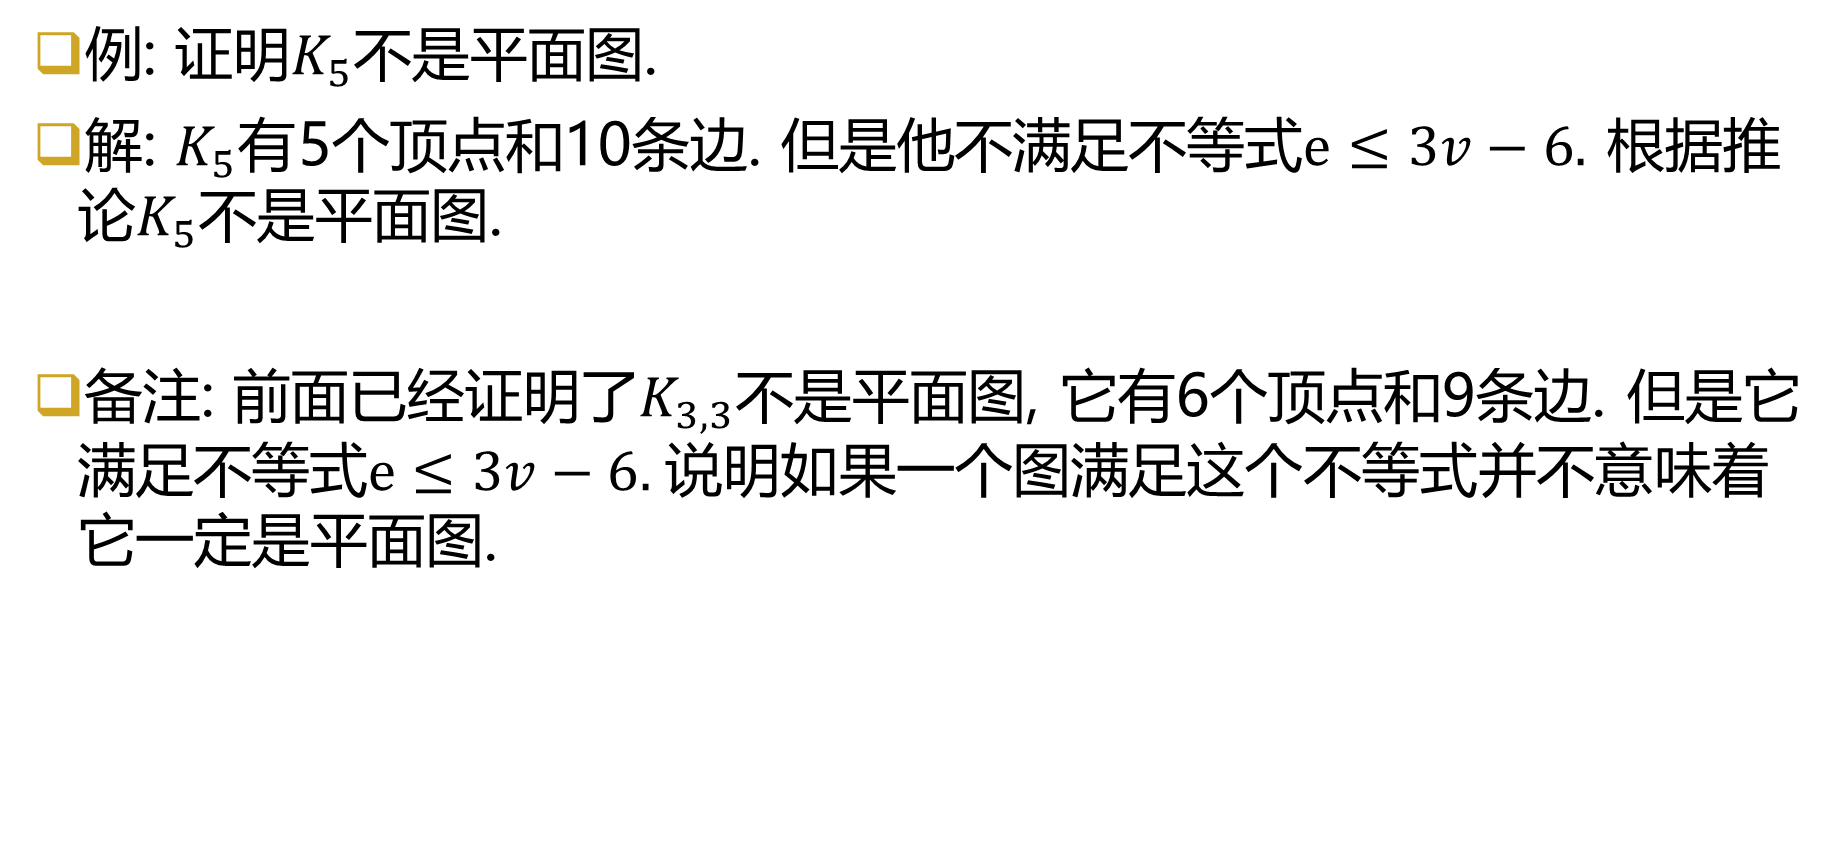 例: 证明𝐾₅不是平面图.
解: 𝐾₅有5个顶点和10条边. 但是他不满足不等式e ≤ 3𝑣 − 6. 根据推
论𝐾₅不是平面图.
备注: 前面已经证明了𝐾₃,₃不是平面图, 它有6个顶点和9条边. 但是它
满足不等式e ≤ 3𝑣 − 6. 说明如果一个图满足这个不等式并不意味着
它一定是平面图.